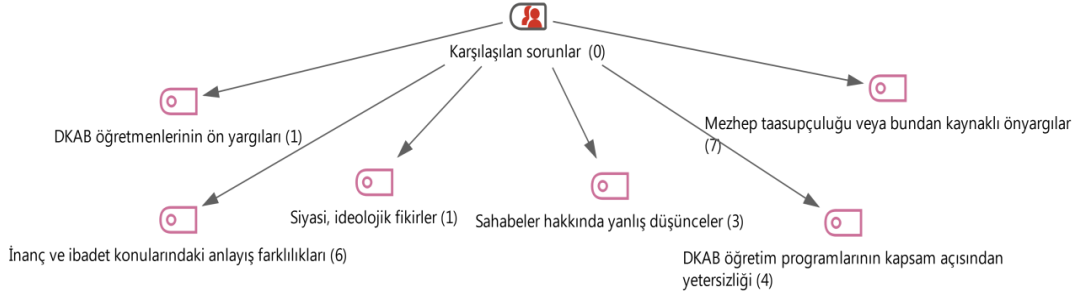 Karşılaşılan sorunlar (0)
DKAB öğretmenlerinin ön yargıları (1)
Mezhep taasupçuluğu veya bundan kaynaklı önyargılar
(7)
Siyasi, ideolojik fikirler (1)
Sahabeler hakkında yanlış düşünceler (3)
İnanç ve ibadet konularındaki anlayış farklılıkları (6)
DKAB öğretim programlarının kapsam açısından
yetersizliği (4)